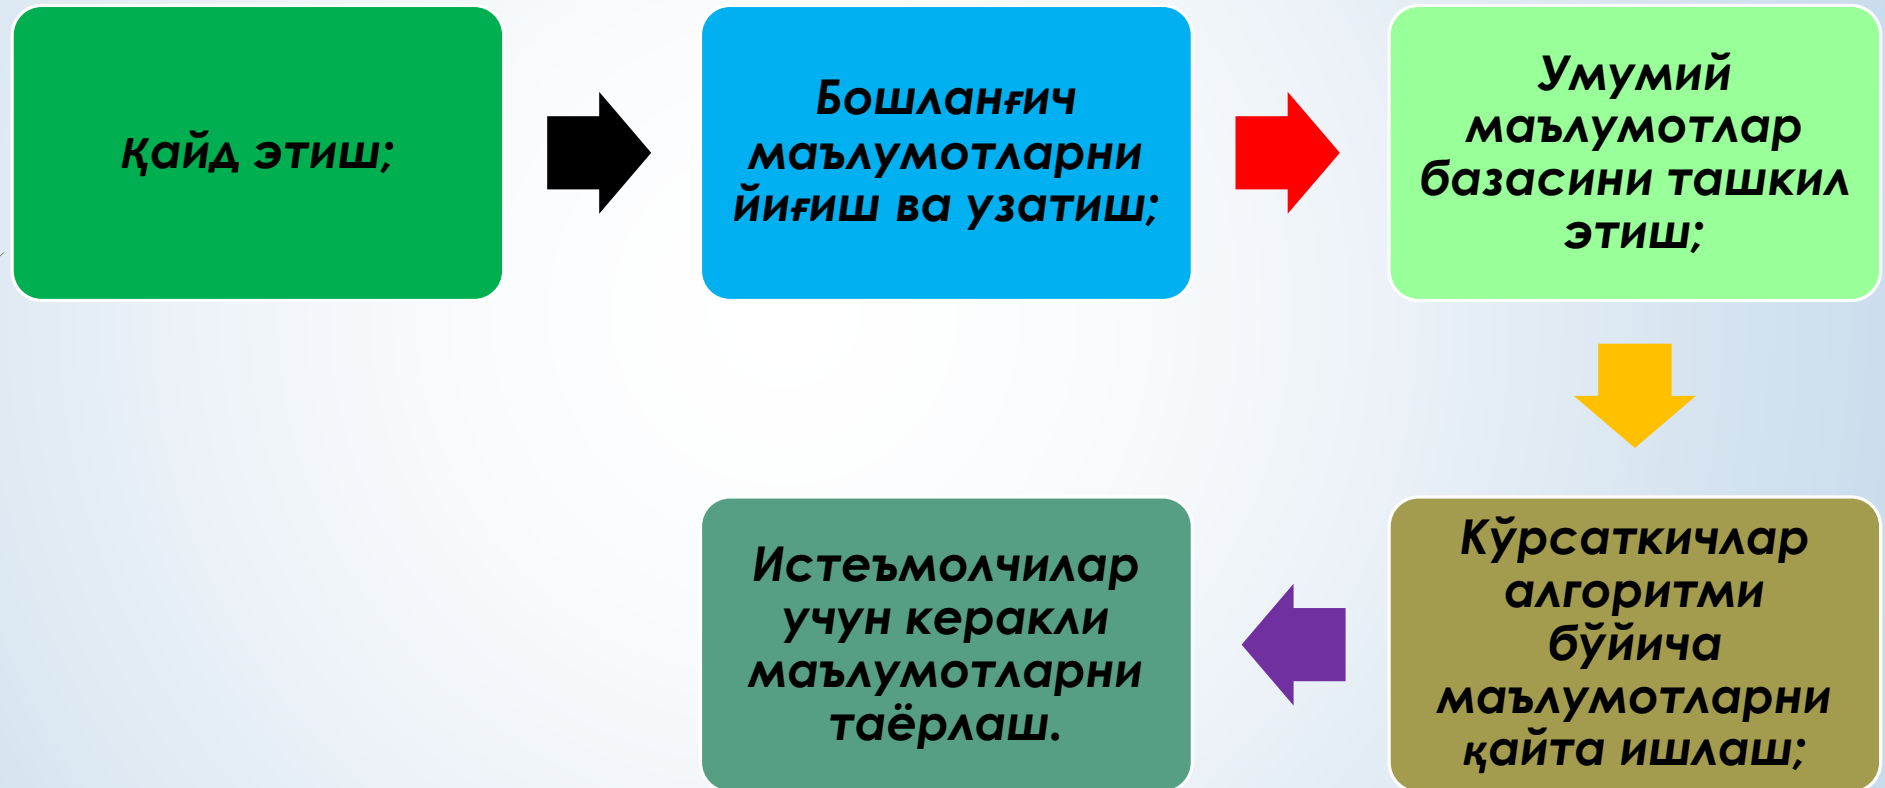 Қайд этиш;
Бошланғич
маълумотларни
йиғиш ва узатиш;
Умумий
маълумотлар
базасини ташкил
этиш;
Кўрсаткичлар
алгоритми
бўйича
маълумотларни
қайта ишлаш;
Истеъмолчилар
учун керакли
маълумотларни
таёрлаш.